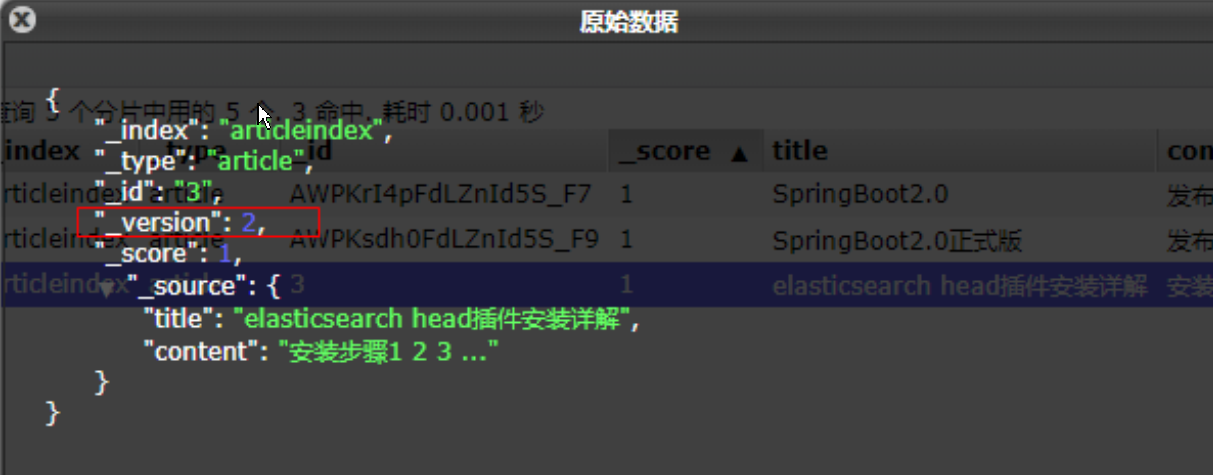 原始数据
{
查询 5 个分片中用的 5 个. 3 命中. 耗时 0.001 秒
"_index": "articleindex",
_index _type _id _score ▲ title con
"_type": "article",
"_id": "3",
rticleindex article AWPKrI4pFdLZnId5S_F7 1 SpringBoot2.0 发布
"_version": 2,
rticleindex article AWPKsdh0FdLZnId5S_F9 1 SpringBoot2.0正式版 发布
"_score": 1,
▼ "_source": {
rticleindex 3 1 elasticsearch head插件安装详解 安装
"title": "elasticsearch head插件安装详解",
"content": "安装步骤1 2 3 ..."
}
}